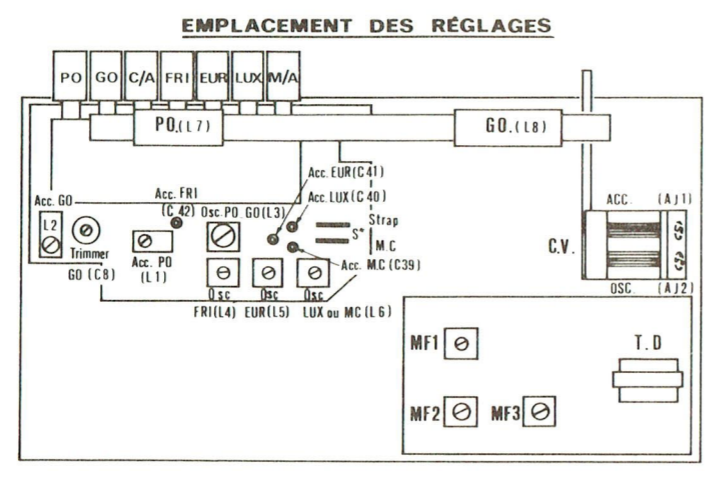 EMPLACEMENT DES RÉGLAGES
PO GO C/A FRI EUR LUX M/A
PO.(L7)
GO.(L8)
Acc. EUR(C41)
Acc. LUX(C40)
Acc. GO
Acc. FRI
(C 42)
Osc.PO GO(L3)
L2
Trimmer
GO (C8)
Acc. PO
(L1)
Strap
S*
M.C
Acc. M.C(C39)
Osc
FRI(L4)
Osc
EUR(L5)
Osc
LUX ou MC(L6)
C.V.
ACC. (AJ1)
OSC. (AJ2)
MF1
T.D
MF2
MF3